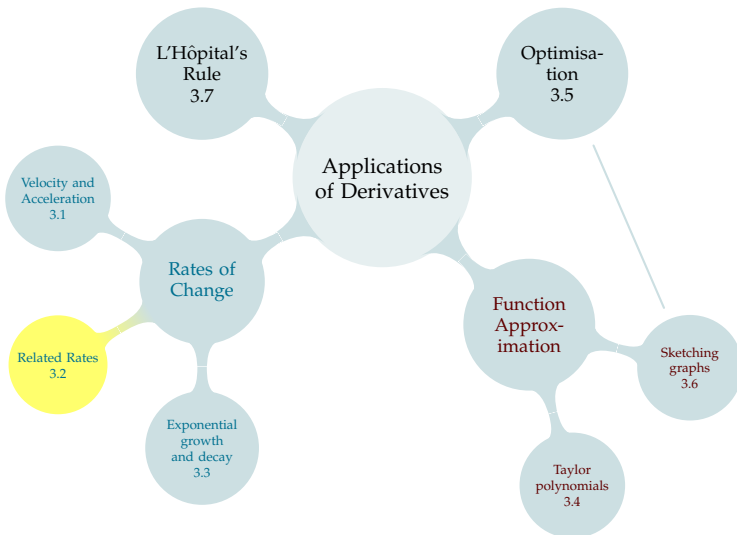 L'Hôpital's
Rule
3.7
Optimisa-
tion
3.5
Applications
of Derivatives
Velocity and
Acceleration
3.1
Rates of
Change
Related Rates
3.2
Exponential
growth
and decay
3.3
Function
Approx-
imation
Sketching
graphs
3.6
Taylor
polynomials
3.4